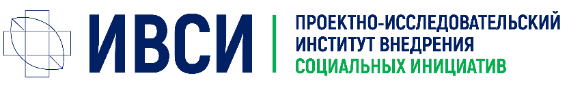 ИВСИ
ПРОЕКТНО-ИССЛЕДОВАТЕЛЬСКИЙ
ИНСТИТУТ ВНЕДРЕНИЯ
СОЦИАЛЬНЫХ ИНИЦИАТИВ